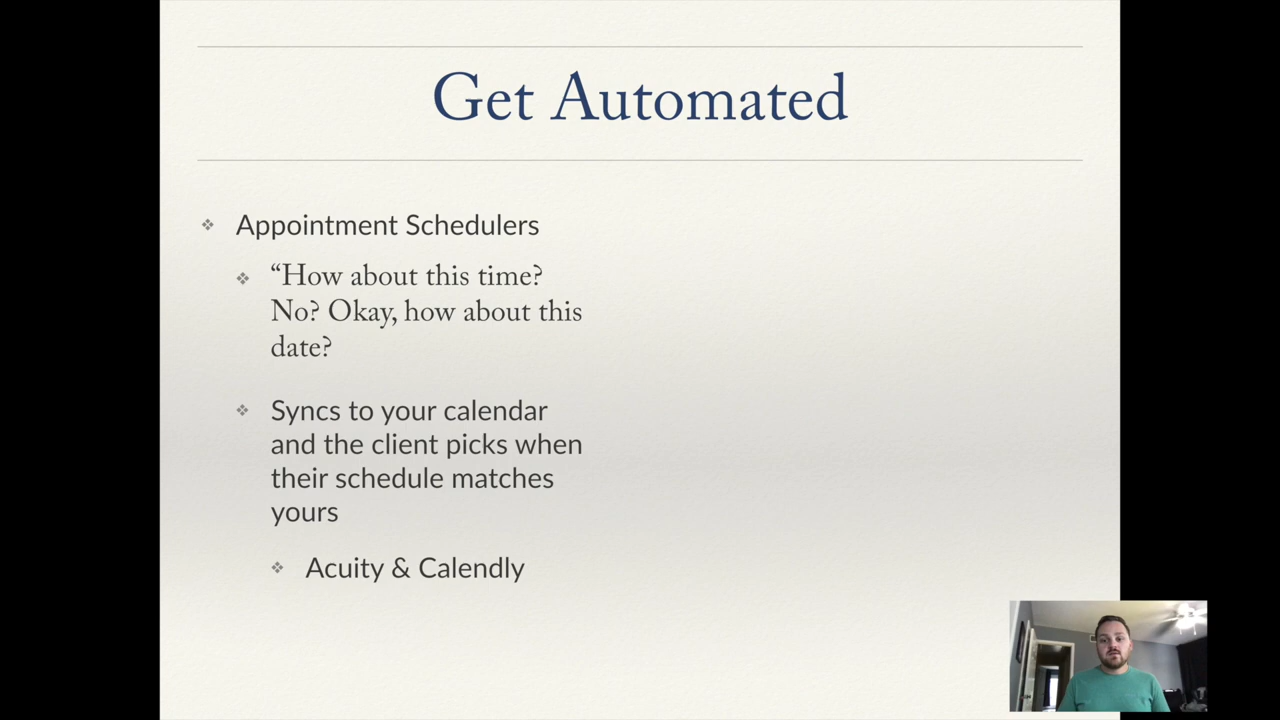 Get Automated
Appointment Schedulers
“How about this time?
No? Okay, how about this
date?
Syncs to your calendar
and the client picks when
their schedule matches
yours
Acuity & Calendly